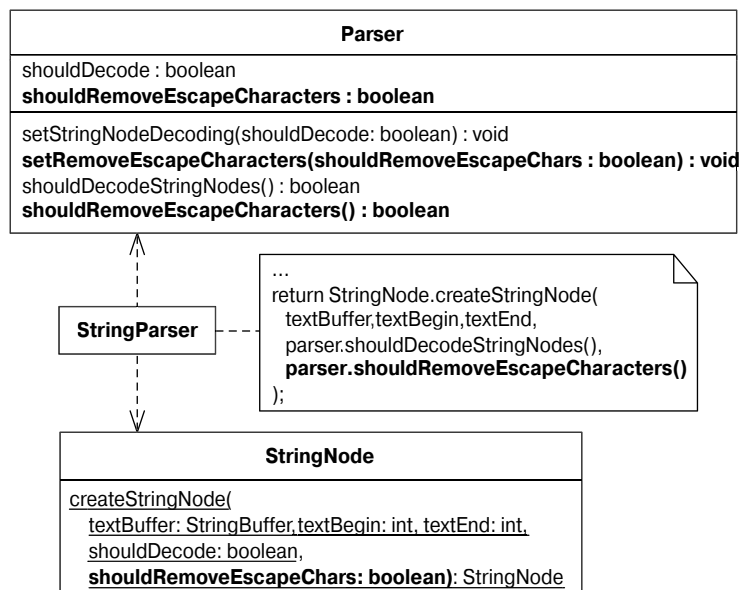 Parser
shouldDecode : boolean
shouldRemoveEscapeCharacters : boolean
setStringNodeDecoding(shouldDecode: boolean) : void
setRemoveEscapeCharacters(shouldRemoveEscapeChars : boolean) : void
shouldDecodeStringNodes() : boolean
shouldRemoveEscapeCharacters() : boolean
StringParser
...
return StringNode.createStringNode(
textBuffer,textBegin,textEnd,
parser.shouldDecodeStringNodes(),
parser.shouldRemoveEscapeCharacters()
);
StringNode
createStringNode(
textBuffer: StringBuffer,textBegin: int, textEnd: int,
shouldDecode: boolean,
shouldRemoveEscapeChars: boolean): StringNode